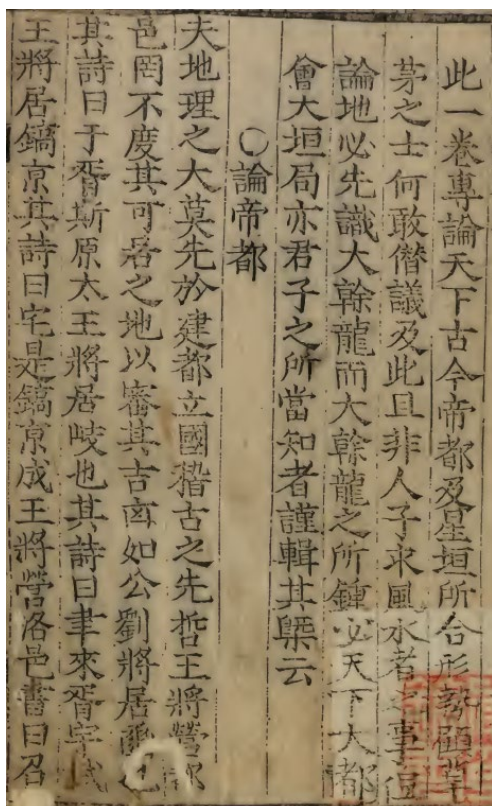 此一卷專論天下古今帝都及星垣所合形勢顧草
茅之士何敢僭議及此且非人子求風水者之事但
論地必先識大榦龍而大榦龍之所鍾必天下大都
會大垣局亦君子之所當知者謹輯其槩云
○論帝都
夫地理之大莫先於建都立國稽古之先哲王將營都
邑罔不度其可居之地以審其吉凶如公劉將居豳也
其詩曰于胥斯原太王將居岐也其詩曰聿來胥宇武
王將居鎬京其詩曰宅是鎬京成王將營洛邑書曰召